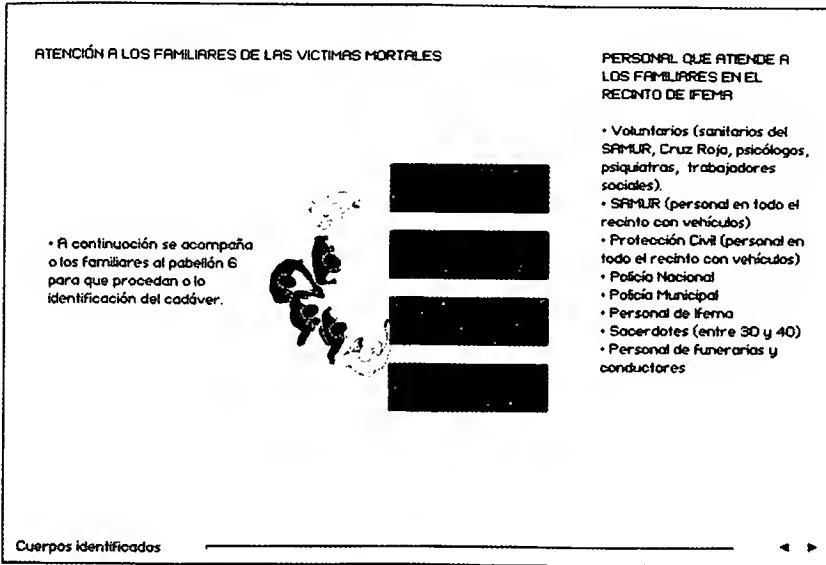 ATENCIÓN A LOS FAMILIARES DE LAS VICTIMAS MORTALES
• A continuación se acompaña
a los familiares al pabellón 6
para que procedan a la
identificación del cadáver.
PERSONAL QUE ATIENDE A
LOS FAMILIARES EN EL
RECINTO DE IFEMA
• Voluntarios (sanitarios del
SAMUR, Cruz Roja, psicólogos,
psiquiatras, trabajadores
sociales).
• SAMUR (personal en todo el
recinto con vehículos)
• Protección Civil (personal en
todo el recinto con vehículos)
• Policía Nacional
• Policía Municipal
• Personal de Ifema
• Sacerdotes (entre 30 y 40)
• Personal de funerarias y
conductores
Cuerpos identificados